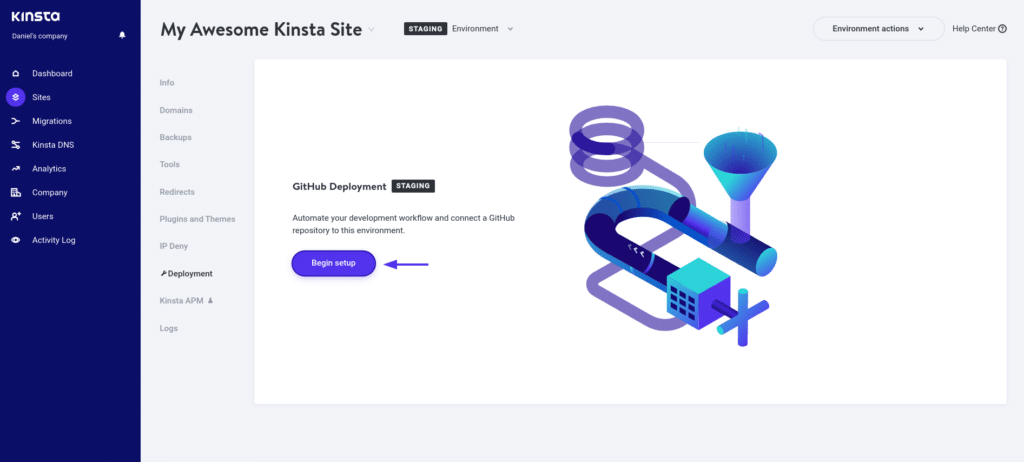 KINSTA
Daniel's company
Dashboard
Sites
Migrations
Kinsta DNS
Analytics
Company
Users
Activity Log
My Awesome Kinsta Site
STAGING Environment
Environment actions
Help Center
Info
Domains
Backups
Tools
Redirects
Plugins and Themes
IP Deny
Deployment
Kinsta APM
Logs
GitHub Deployment STAGING
Automate your development workflow and connect a GitHub
repository to this environment.
Begin setup